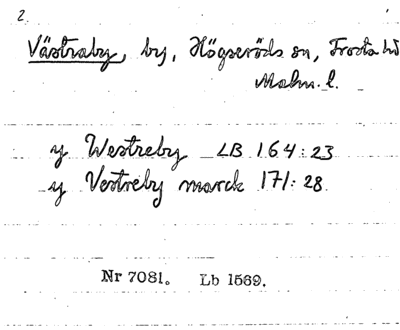 2.
Västraby, by, Högseröds sn, Frosta hd
Malm. l.
y Westreby LB 164:23
y Vestreby marck 171:28
Nr 7081. Lb 1569.